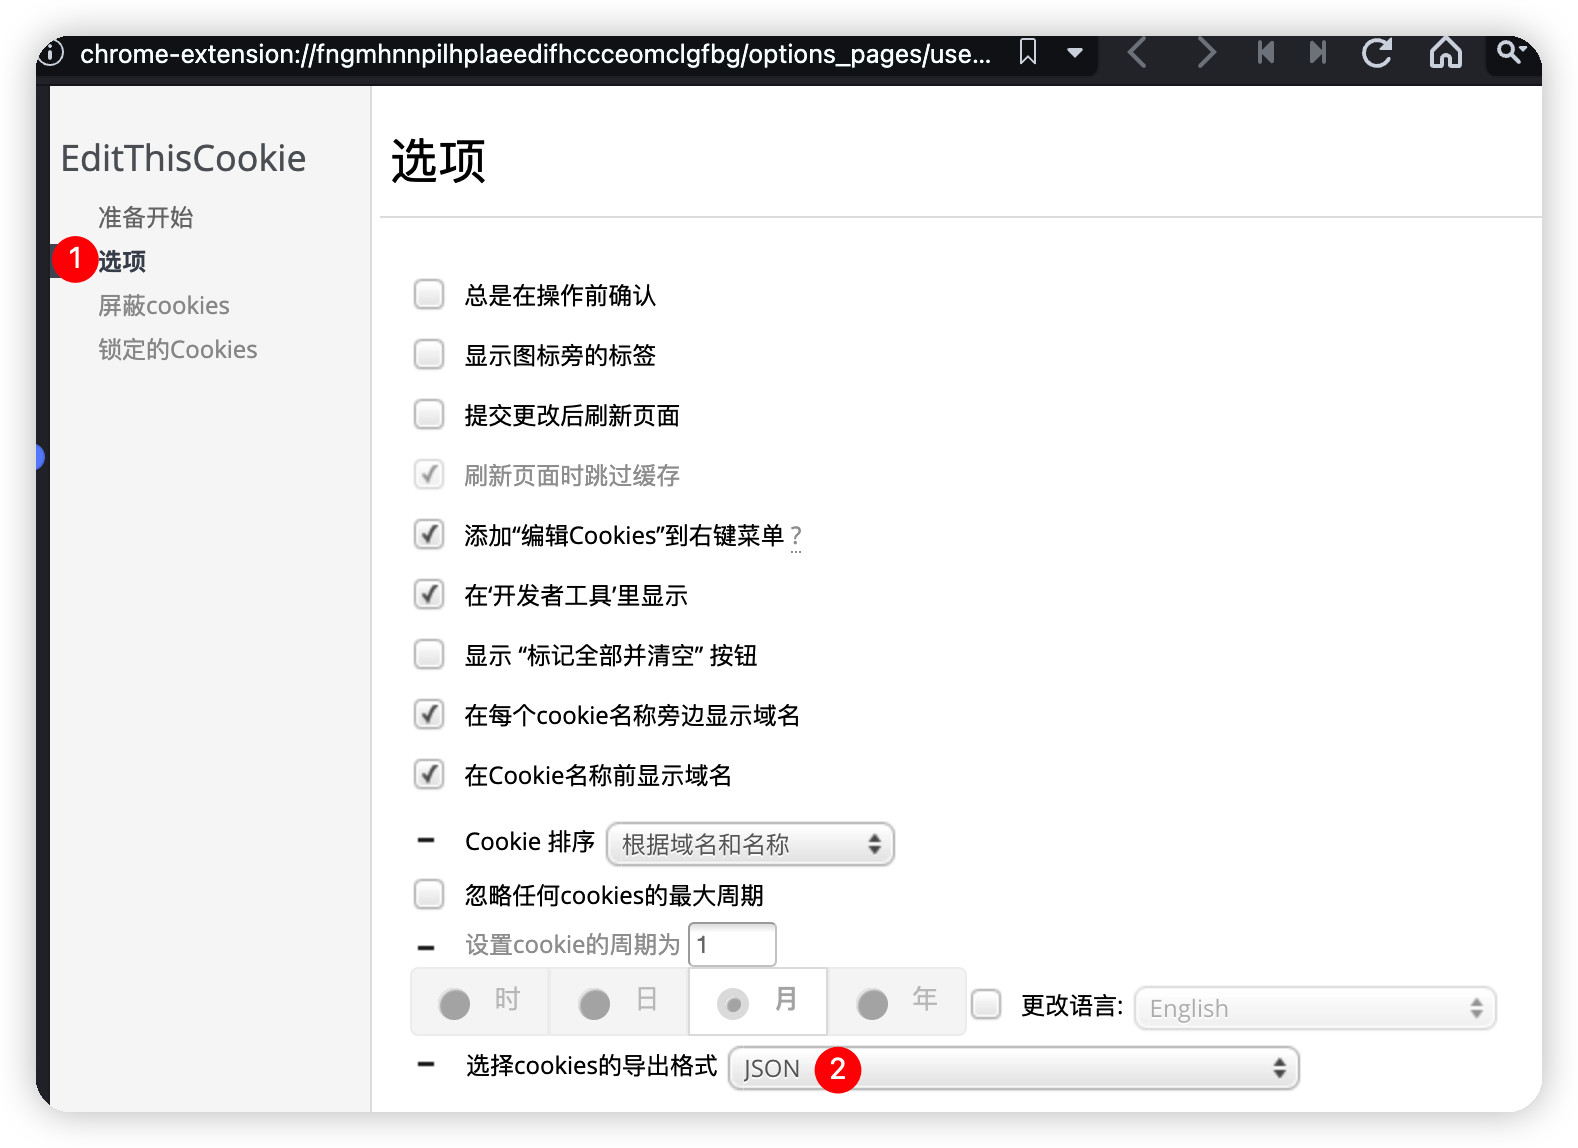 chrome-extension://fngmhnnpilhplaeedifhccceomclgfbg/options_pages/use...
EditThisCookie
准备开始
1 选项
屏蔽cookies
锁定的Cookies
选项
总是在操作前确认
显示图标旁的标签
提交更改后刷新页面
刷新页面时跳过缓存
添加“编辑Cookies”到右键菜单 ?
在‘开发者工具’里显示
显示 “标记全部并清空” 按钮
在每个cookie名称旁边显示域名
在Cookie名称前显示域名
Cookie 排序 根据域名和名称
忽略任何cookies的最大周期
设置cookie的周期为 1
时 日 月 年 更改语言: English
选择cookies的导出格式 JSON 2